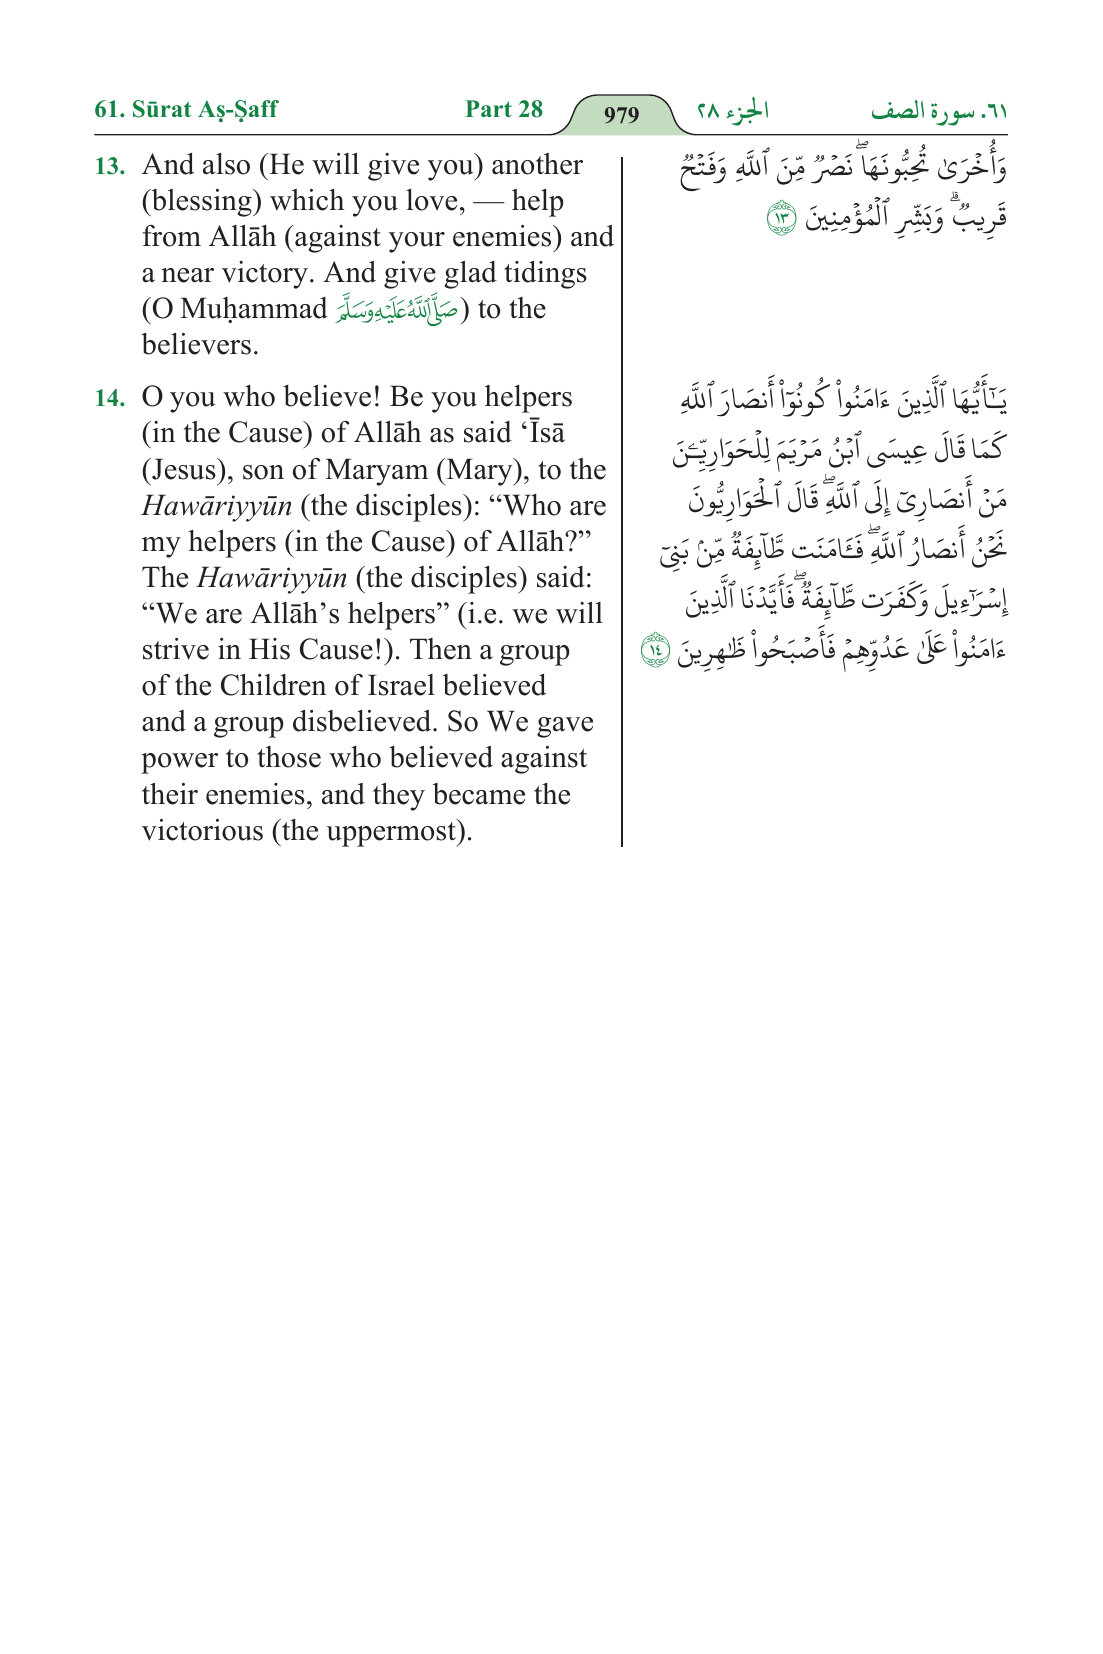 61. Sūrat Aṣ-Ṣaff Part 28 979 الجزء ٢٨ ٦١. سورة الصف
13. And also (He will give you) another
(blessing) which you love, — help
from Allāh (against your enemies) and
a near victory. And give glad tidings
(O Muḥammad صَلَّى اللَّهُ عَلَيْهِ وَسَلَّمَ) to the
believers.
وَأُخْرَىٰ تُحِبُّونَهَا ۖ نَصْرٌ مِّنَ ٱللَّهِ وَفَتْحٌ
قَرِيبٌ ۗ وَبَشِّرِ ٱلْمُؤْمِنِينَ ١٣
14. O you who believe! Be you helpers
(in the Cause) of Allāh as said ‘Īsā
(Jesus), son of Maryam (Mary), to the
Hawāriyyūn (the disciples): “Who are
my helpers (in the Cause) of Allāh?”
The Hawāriyyūn (the disciples) said:
“We are Allāh’s helpers” (i.e. we will
strive in His Cause!). Then a group
of the Children of Israel believed
and a group disbelieved. So We gave
power to those who believed against
their enemies, and they became the
victorious (the uppermost).
يَـٰٓأَيُّهَا ٱلَّذِينَ ءَامَنُوا۟ كُونُوٓا۟ أَنصَارَ ٱللَّهِ
كَمَا قَالَ عِيسَى ٱبْنُ مَرْيَمَ لِلْحَوَارِيِّـۧنَ
مَنْ أَنصَارِىٓ إِلَى ٱللَّهِ ۖ قَالَ ٱلْحَوَارِيُّونَ
نَحْنُ أَنصَارُ ٱللَّهِ ۖ فَـَٔامَنَت طَّآئِفَةٌ مِّنۢ بَنِىٓ
إِسْرَٰٓءِيلَ وَكَفَرَت طَّآئِفَةٌ ۖ فَأَيَّدْنَا ٱلَّذِينَ
ءَامَنُوا۟ عَلَىٰ عَدُوِّهِمْ فَأَصْبَحُوا۟ ظَـٰهِرِينَ ١٤